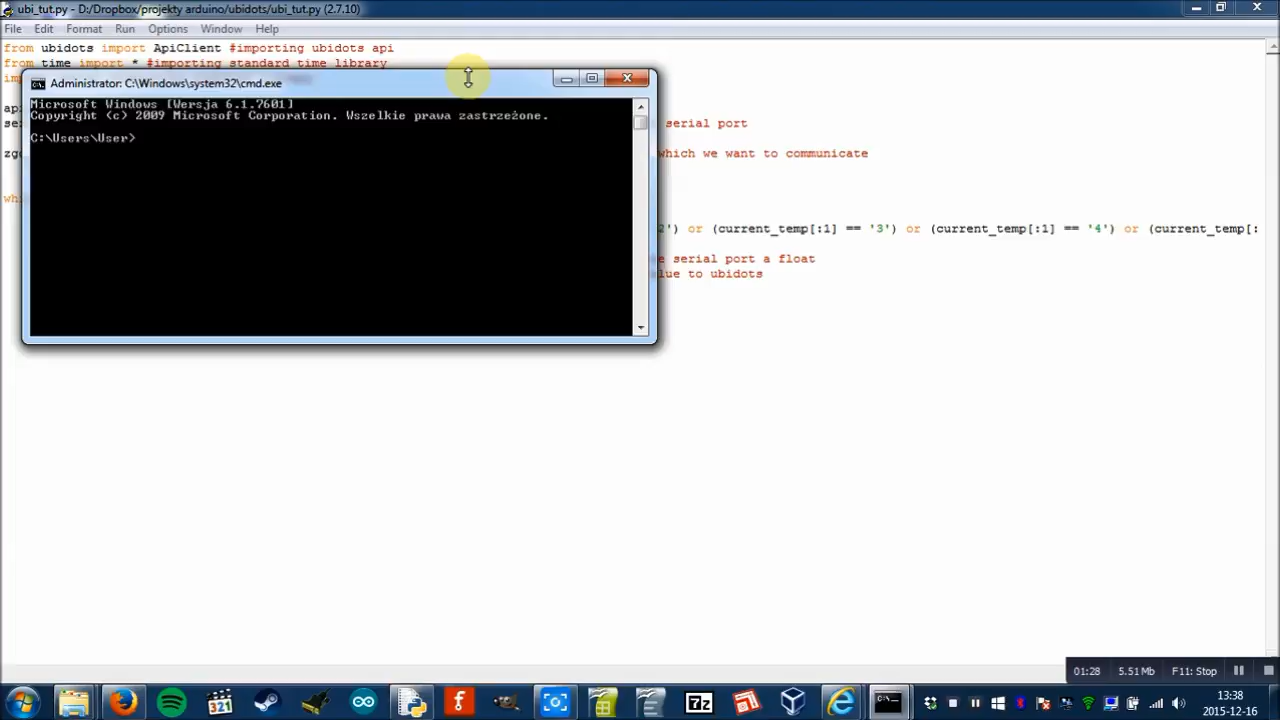 ubi_tut.py - D:/Dropbox/projekty arduino/ubidots/ubi_tut.py (2.7.10)
File Edit Format Run Options Window Help
from ubidots import ApiClient #importing ubidots api
from time import * #importing standard time library
Administrator: C:\Windows\system32\cmd.exe
Microsoft Windows [Wersja 6.1.7601]
Copyright (c) 2009 Microsoft Corporation. Wszelkie prawa zastrzeżone.
C:\Users\User>
serial port
which we want to communicate
2') or (current_temp[:1] == '3') or (current_temp[:1] == '4') or (current_temp[:
serial port a float
to ubidots
01:28 5.51 Mb F11: Stop
321
7z
13:38
2015-12-16